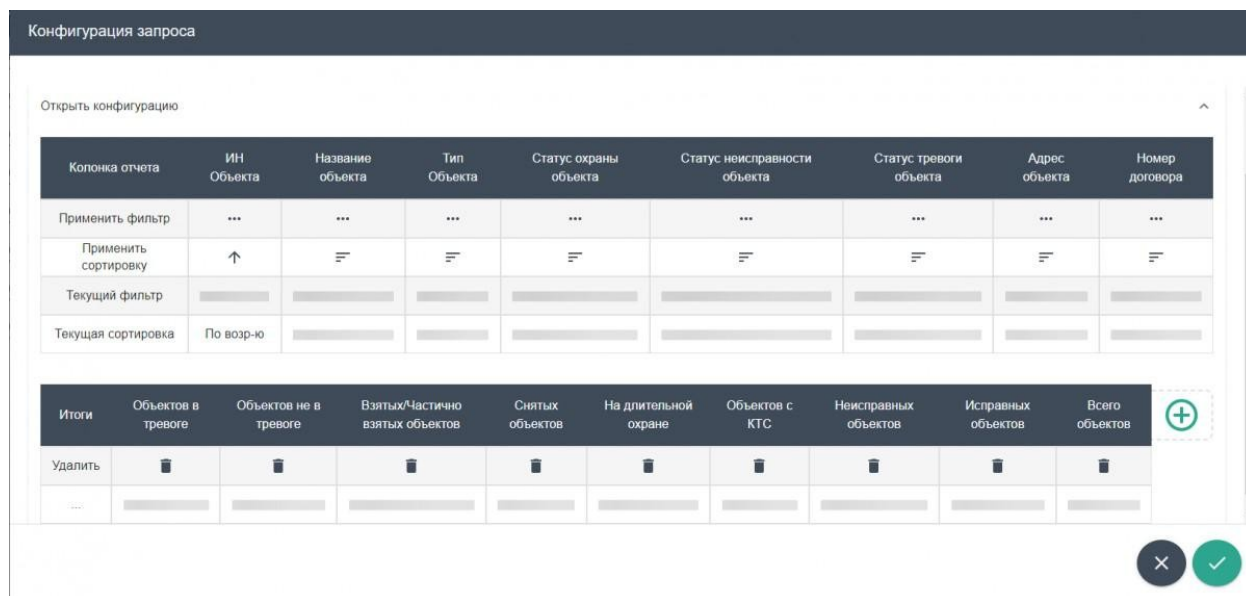 Конфигурация запроса
Открыть конфигурацию
Колонка отчета
ИН
Объекта
Название
объекта
Тип
Объекта
Статус охраны
объекта
Статус неисправности
объекта
Статус тревоги
объекта
Адрес
объекта
Номер
договора
Применить фильтр
Применить
сортировку
Текущий фильтр
Текущая сортировка
По возр-ю
Итоги
Объектов в
тревоге
Объектов не в
тревоге
Взятых/Частично
взятых объектов
Снятых
объектов
На длительной
охране
Объектов с
КТС
Неисправных
объектов
Исправных
объектов
Всего
объектов
Удалить